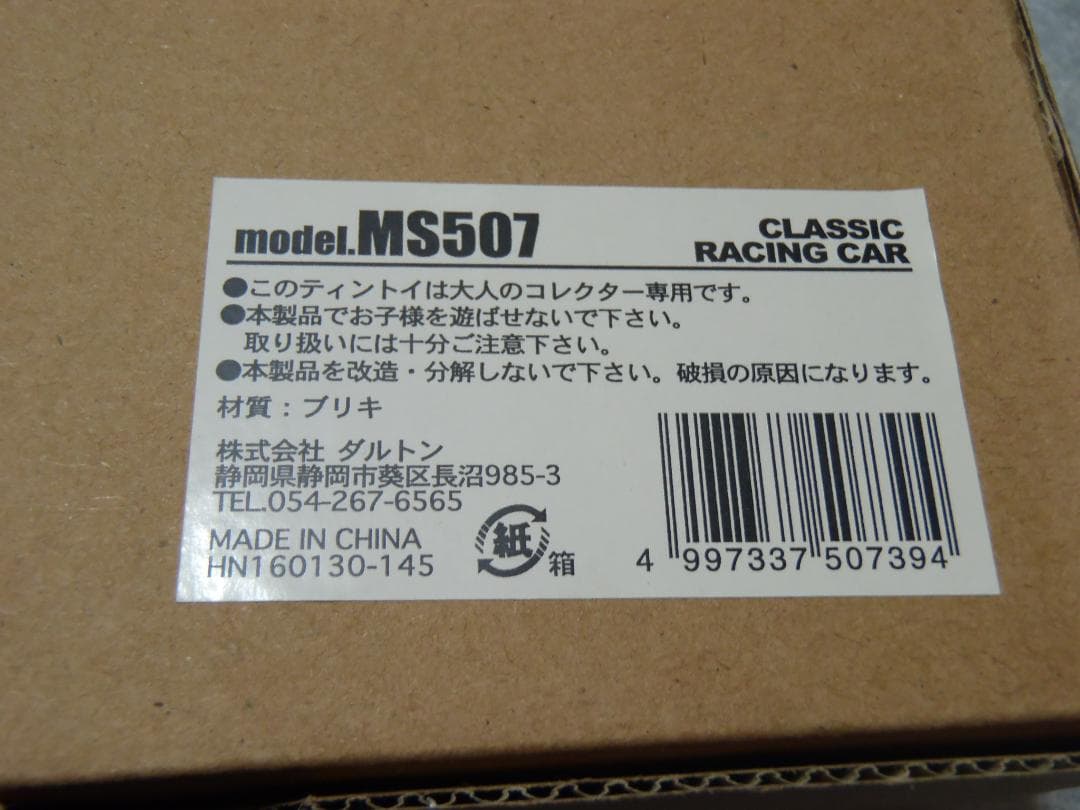 model.MS507
CLASSIC
RACING CAR
●このティントイは大人のコレクター専用です。
●本製品でお子様を遊ばせないで下さい。
取り扱いには十分ご注意下さい。
●本製品を改造・分解しないで下さい。破損の原因になります。
材質：ブリキ
株式会社 ダルトン
静岡県静岡市葵区長沼985-3
TEL.054-267-6565
MADE IN CHINA
HN160130-145
紙
箱
4 997337 507394